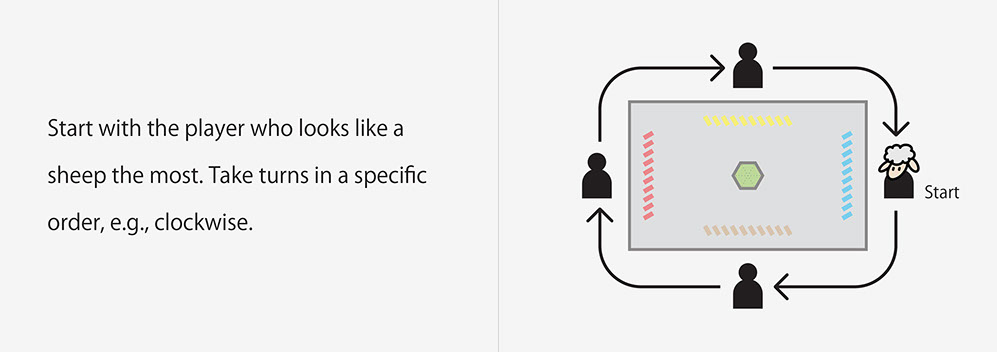 Start with the player who looks like a
sheep the most. Take turns in a specific
order, e.g., clockwise.
Start